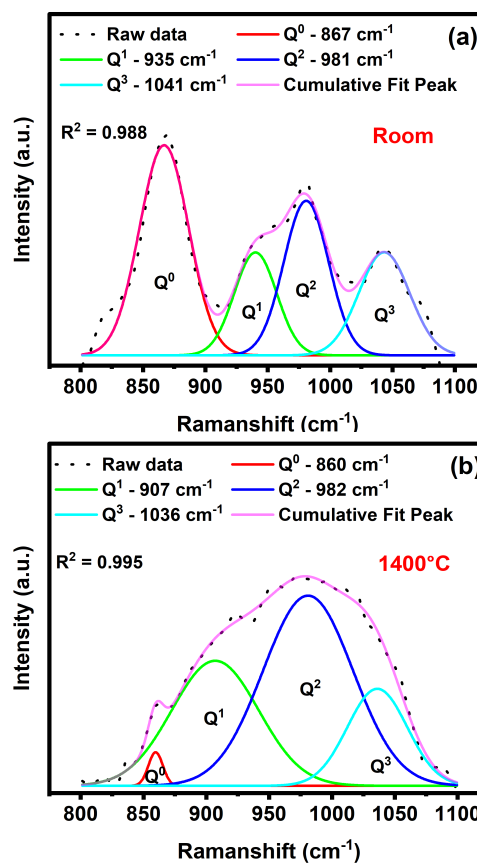 Raw data
Q⁰ - 867 cm⁻¹
(a)
Q¹ - 935 cm⁻¹
Q² - 981 cm⁻¹
Q³ - 1041 cm⁻¹
Cumulative Fit Peak
R² = 0.988
Room
Intensity (a.u.)
Q⁰
Q¹
Q²
Q³
800 850 900 950 1000 1050 1100
Ramanshift (cm⁻¹)
Raw data
Q⁰ - 860 cm⁻¹
(b)
Q¹ - 907 cm⁻¹
Q² - 982 cm⁻¹
Q³ - 1036 cm⁻¹
Cumulative Fit Peak
R² = 0.995
1400°C
Intensity (a.u.)
Q⁰
Q¹
Q²
Q³
800 850 900 950 1000 1050 1100
Ramanshift (cm⁻¹)